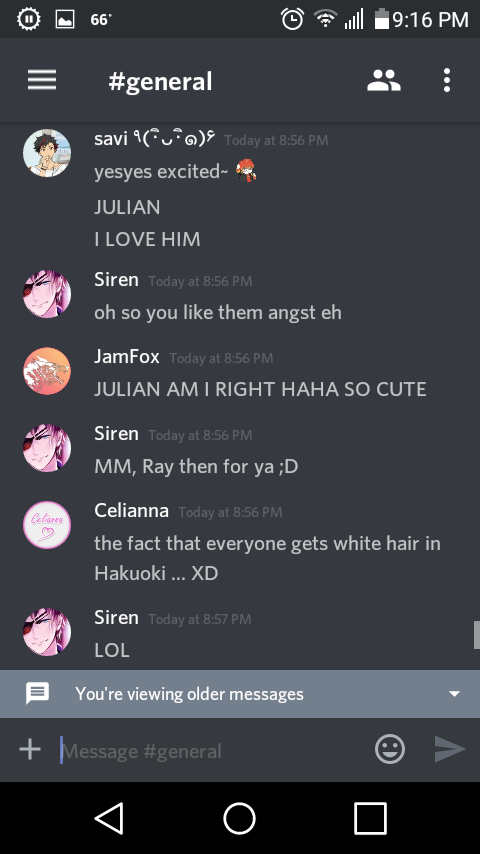 66°
9:16 PM
#general
savi ٩(̾●̮̮̃̾•̃̾)۶ Today at 8:56 PM
yesyes excited~
JULIAN
I LOVE HIM
Siren Today at 8:56 PM
oh so you like them angst eh
JamFox Today at 8:56 PM
JULIAN AM I RIGHT HAHA SO CUTE
Siren Today at 8:56 PM
MM, Ray then for ya ;D
Celianna
Celianna Today at 8:56 PM
the fact that everyone gets white hair in
Hakuoki ... XD
Siren Today at 8:57 PM
LOL
You're viewing older messages
Message #general